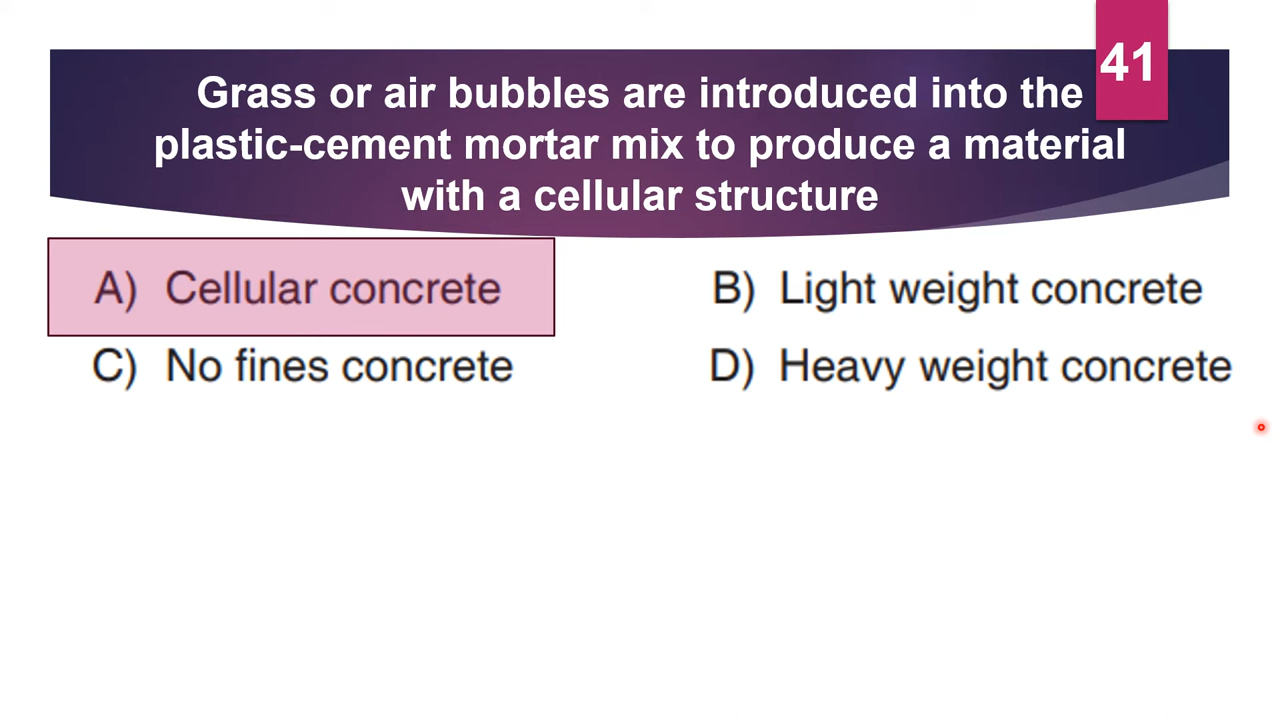 41
Grass or air bubbles are introduced into the
plastic-cement mortar mix to produce a material
with a cellular structure
A) Cellular concrete
B) Light weight concrete
C) No fines concrete
D) Heavy weight concrete